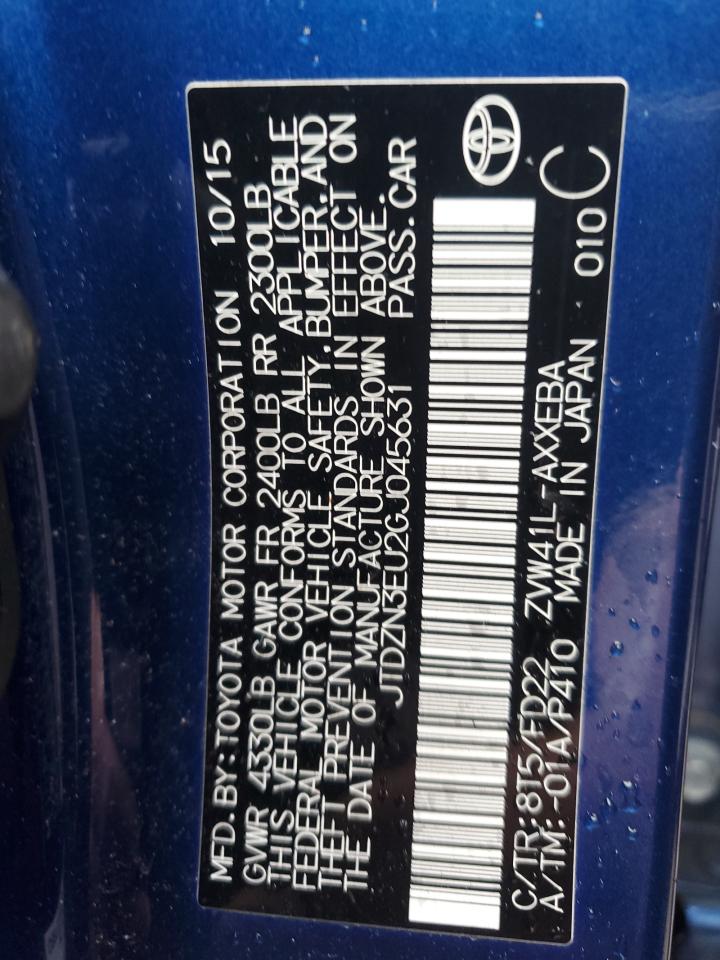 MFD.BY:TOYOTA MOTOR CORPORATION 10/15
GVWR 4330LB GAWR FR 2400LB RR 2300LB
THIS VEHICLE CONFORMS TO ALL APPLICABLE
FEDERAL MOTOR VEHICLE SAFETY,BUMPER,AND
THEFT PREVENTION STANDARDS IN EFFECT ON
THE DATE OF MANUFACTURE SHOWN ABOVE.
JTDZN3EU2GJ045631 PASS.CAR
C/TR:8T5/FD22 ZVW41L-AXXEBA
A/TM:-01A/P410 MADE IN JAPAN 010 C